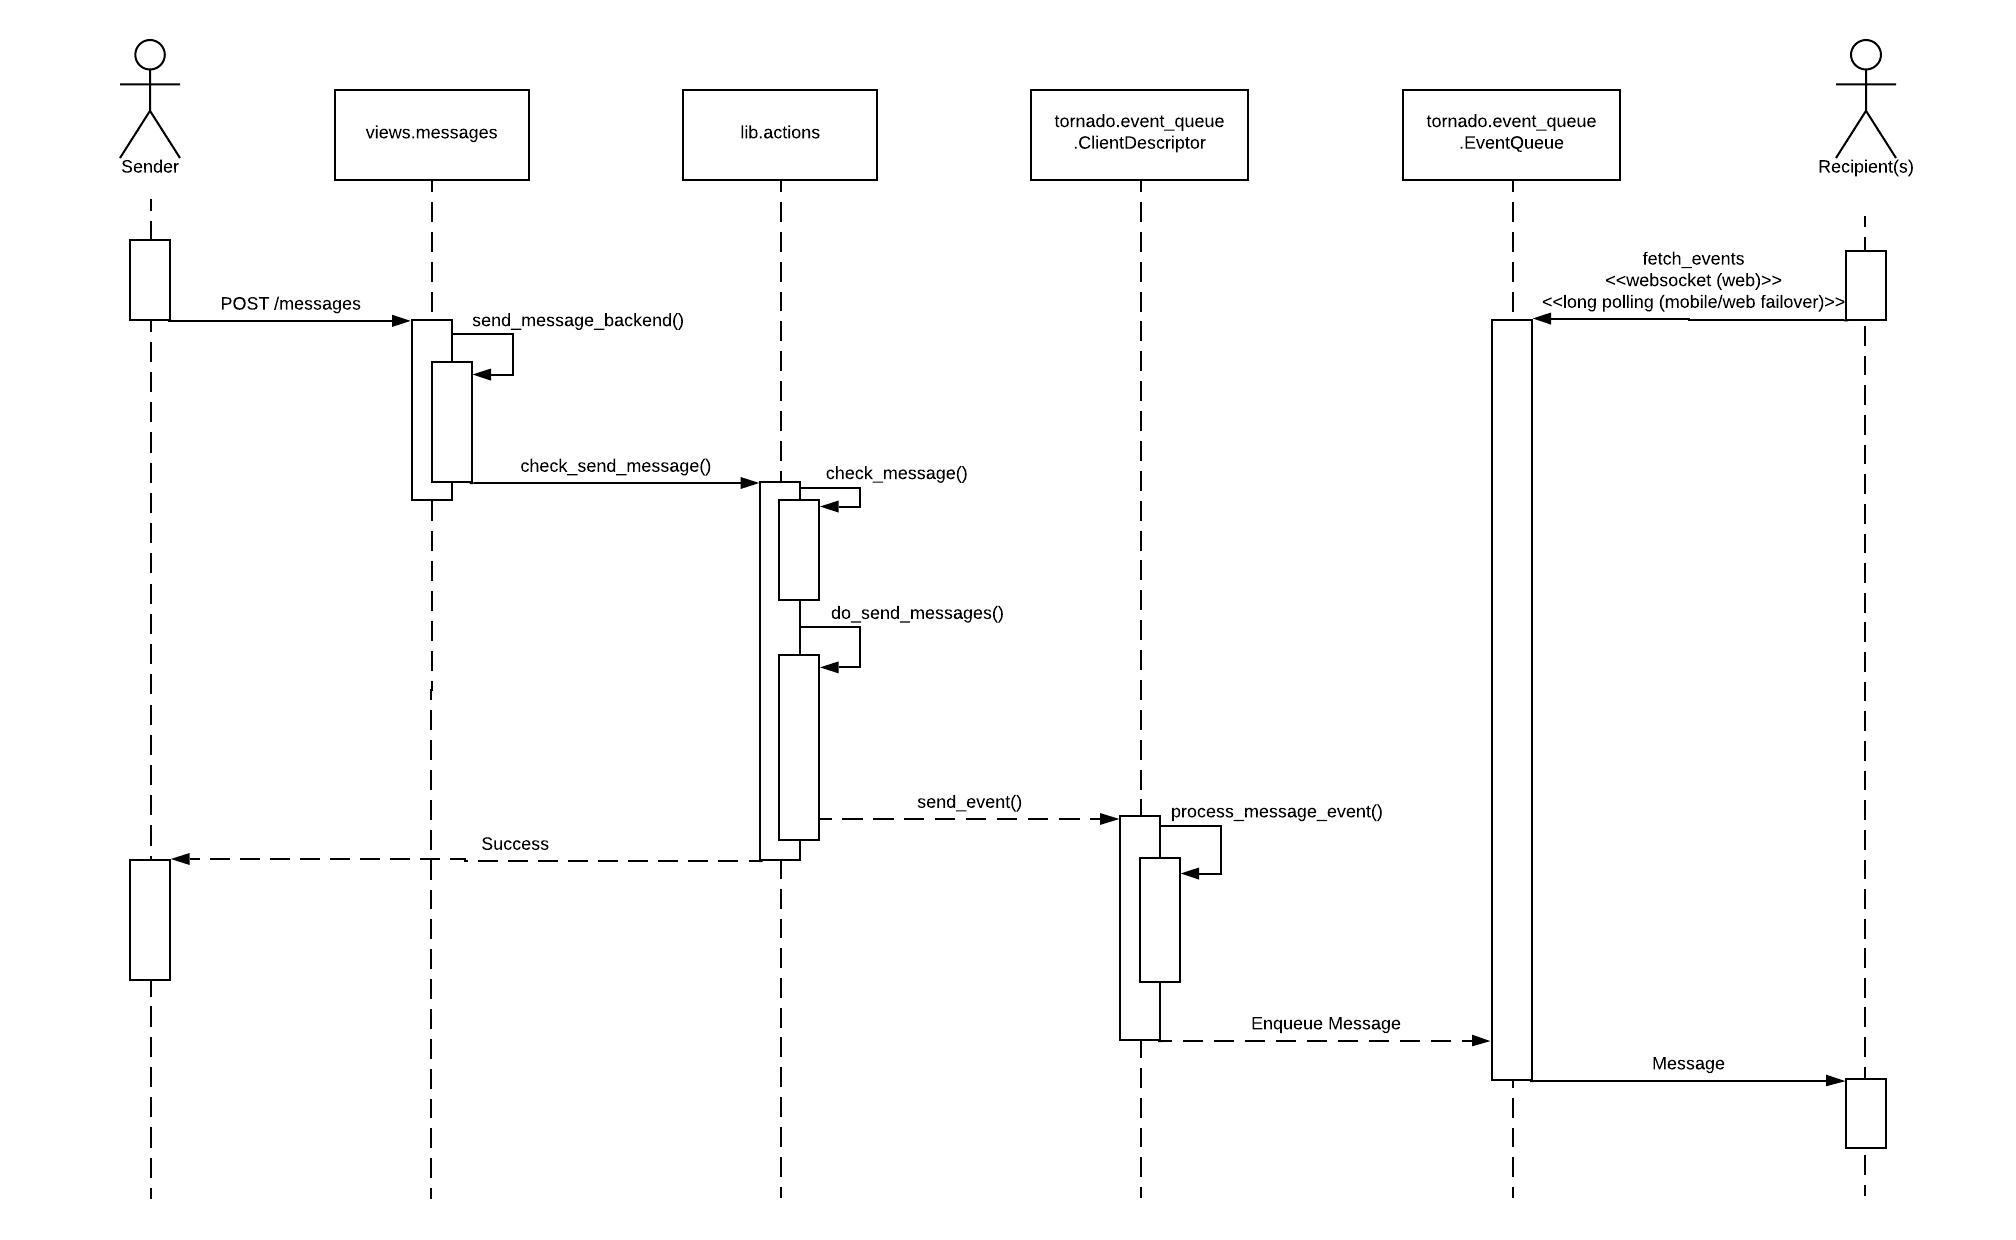 Sender
views.messages
lib.actions
tornado.event_queue
.ClientDescriptor
tornado.event_queue
.EventQueue
Recipient(s)
fetch_events
<<websocket (web)>>
<<long polling (mobile/web failover)>>
POST /messages
send_message_backend()
check_send_message()
check_message()
do_send_messages()
send_event()
process_message_event()
Success
Enqueue Message
Message